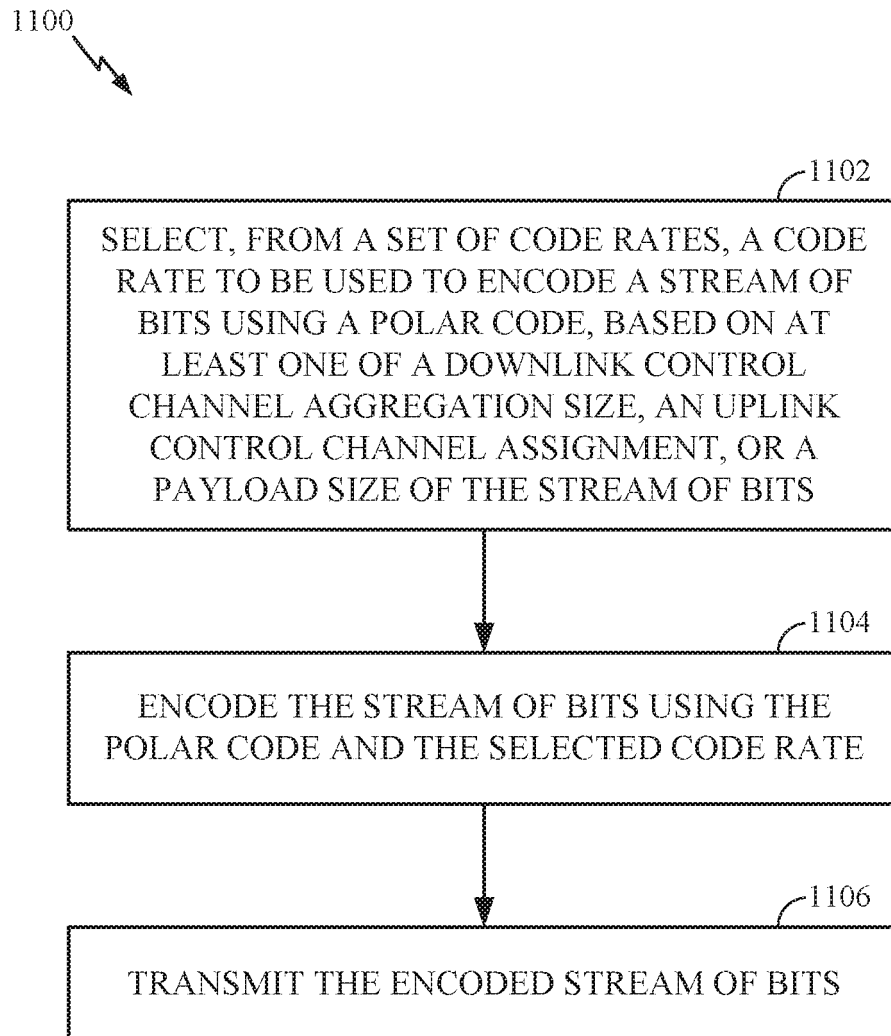 1100
1102
SELECT, FROM A SET OF CODE RATES, A CODE
RATE TO BE USED TO ENCODE A STREAM OF
BITS USING A POLAR CODE, BASED ON AT
LEAST ONE OF A DOWNLINK CONTROL
CHANNEL AGGREGATION SIZE, AN UPLINK
CONTROL CHANNEL ASSIGNMENT, OR A
PAYLOAD SIZE OF THE STREAM OF BITS
1104
ENCODE THE STREAM OF BITS USING THE
POLAR CODE AND THE SELECTED CODE RATE
1106
TRANSMIT THE ENCODED STREAM OF BITS